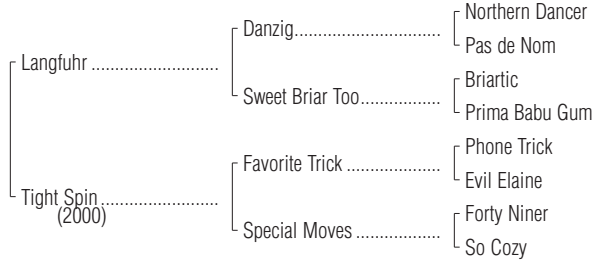 Northern Dancer
Danzig..............................
Pas de Nom
Langfuhr ..........................
Briartic
Sweet Briar Too.................
Prima Babu Gum
Phone Trick
Favorite Trick ...................
Evil Elaine
Tight Spin........................
(2000)
Forty Niner
Special Moves .................
So Cozy